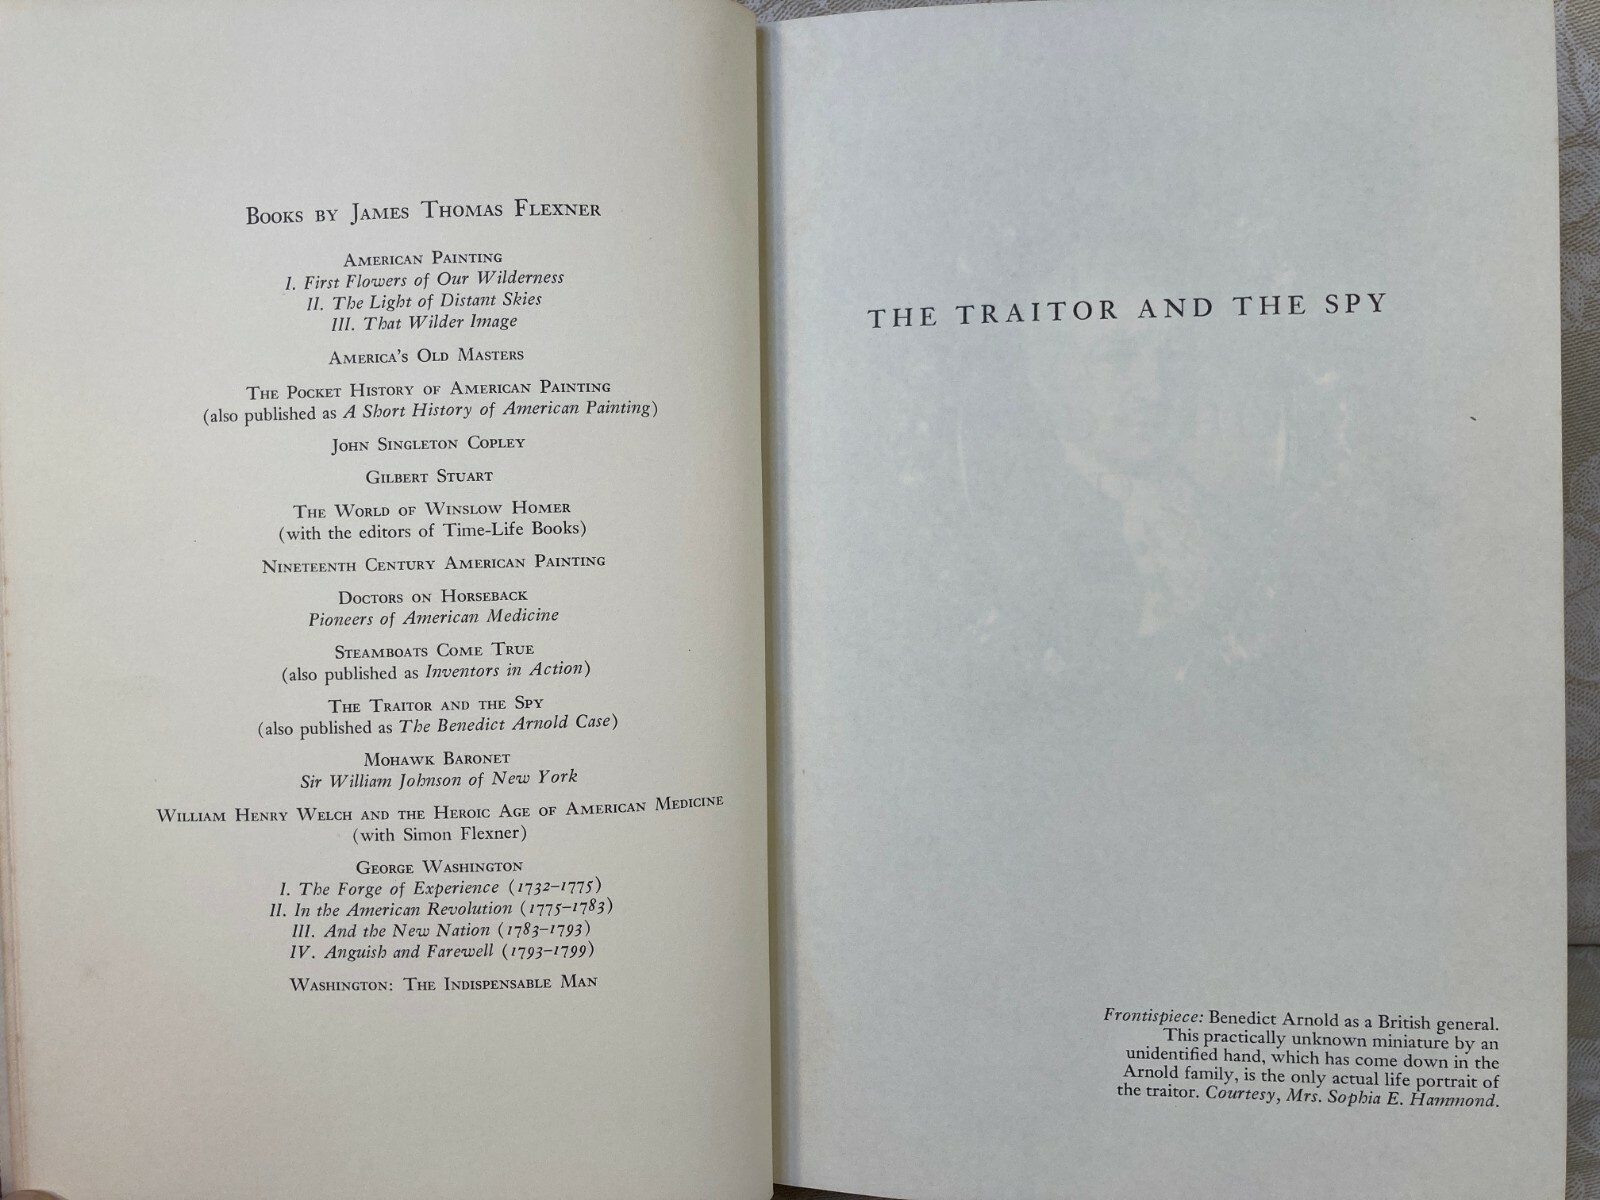 Books by James Thomas Flexner
American Painting
I. First Flowers of Our Wilderness
II. The Light of Distant Skies
III. That Wilder Image
America's Old Masters
The Pocket History of American Painting
(also published as A Short History of American Painting)
John Singleton Copley
Gilbert Stuart
The World of Winslow Homer
(with the editors of Time-Life Books)
Nineteenth Century American Painting
Doctors on Horseback
Pioneers of American Medicine
Steamboats Come True
(also published as Inventors in Action)
The Traitor and the Spy
(also published as The Benedict Arnold Case)
Mohawk Baronet
Sir William Johnson of New York
William Henry Welch and the Heroic Age of American Medicine
(with Simon Flexner)
George Washington
I. The Forge of Experience (1732–1775)
II. In the American Revolution (1775–1783)
III. And the New Nation (1783–1793)
IV. Anguish and Farewell (1793–1799)
Washington: The Indispensable Man
THE TRAITOR AND THE SPY
Frontispiece: Benedict Arnold as a British general.
This practically unknown miniature by an
unidentified hand, which has come down in the
Arnold family, is the only actual life portrait of
the traitor. Courtesy, Mrs. Sophia E. Hammond.